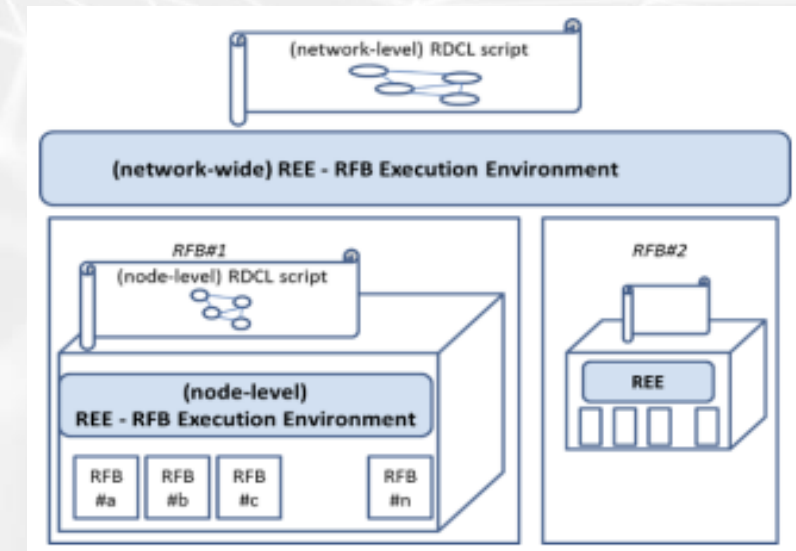 (network-level) RDCL script
(network-wide) REE - RFB Execution Environment
RFB#1
(node-level) RDCL script
(node-level)
REE - RFB Execution Environment
RFB
#a
RFB
#b
RFB
#c
RFB
#n
RFB#2
REE